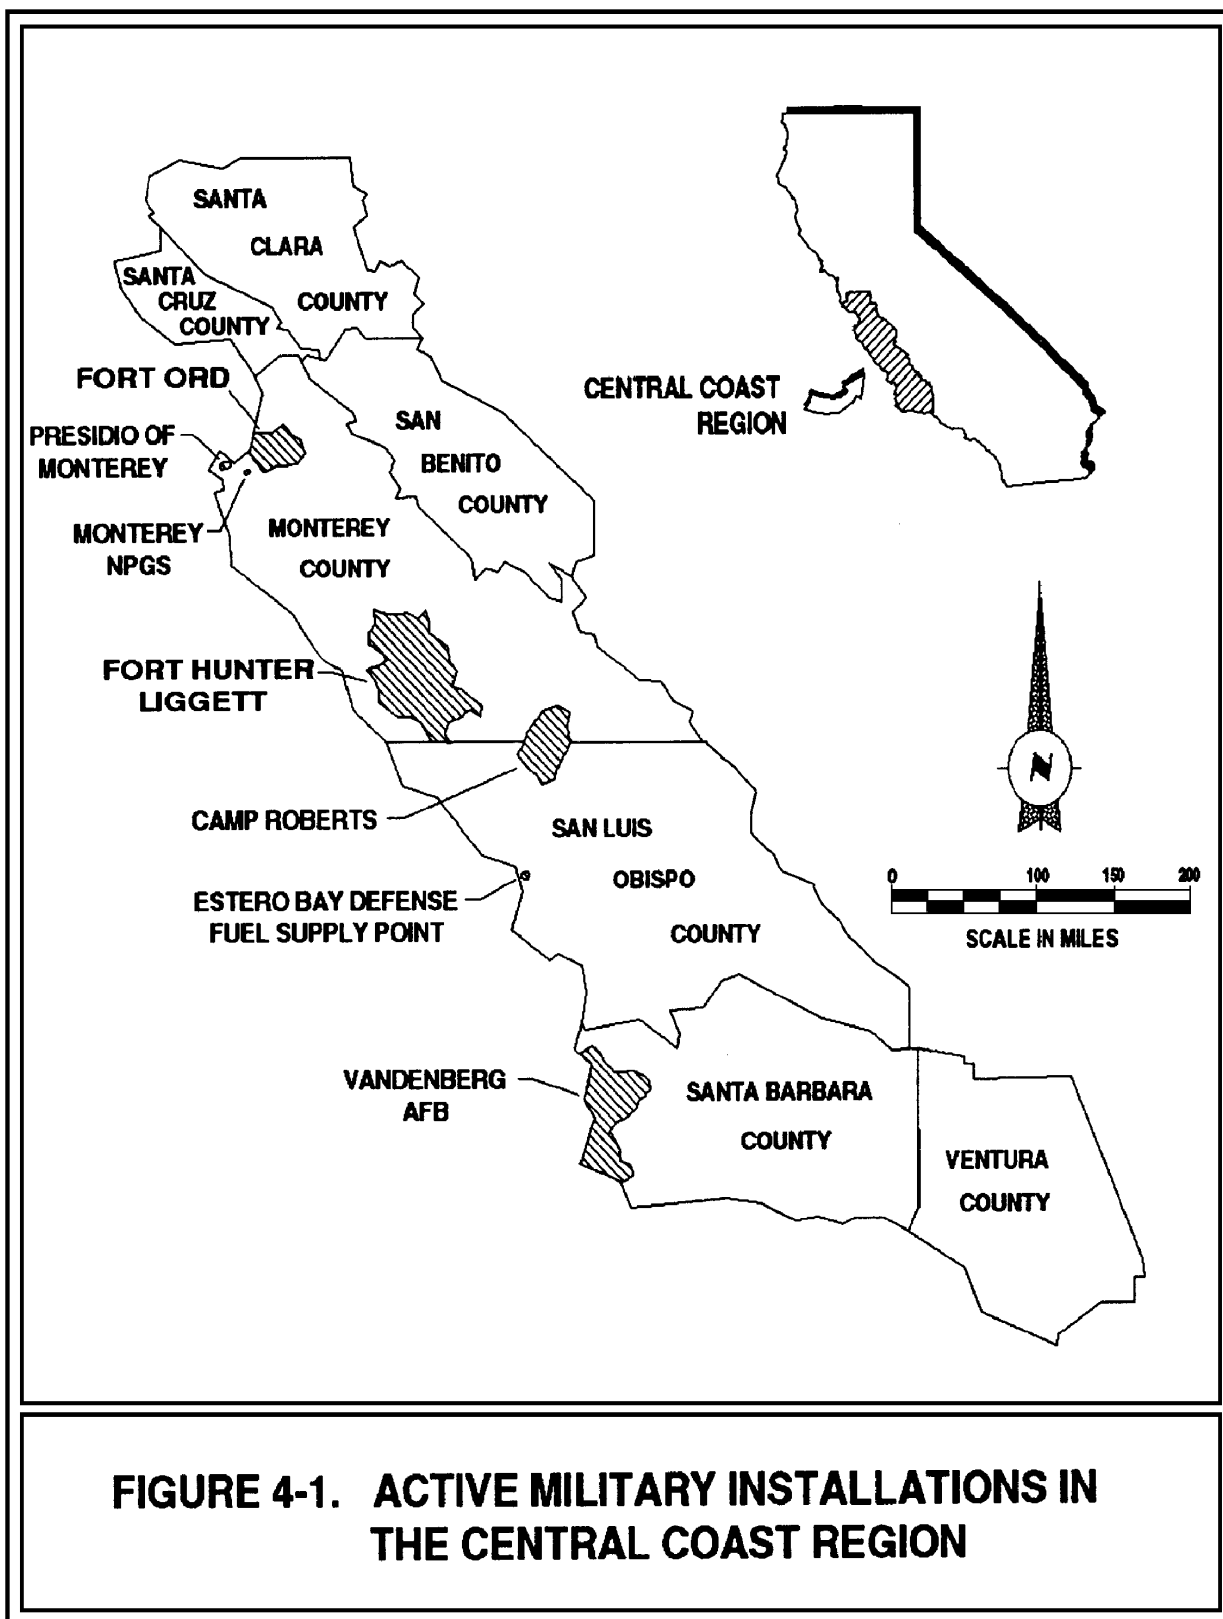 SANTA
CLARA
COUNTY
SANTA
CRUZ
COUNTY
FORT ORD
PRESIDIO OF
MONTEREY
MONTEREY
NPGS
SAN
BENITO
COUNTY
MONTEREY
COUNTY
CENTRAL COAST
REGION
FORT HUNTER
LIGGETT
CAMP ROBERTS
SAN LUIS
OBISPO
COUNTY
ESTERO BAY DEFENSE
FUEL SUPPLY POINT
N
0 100 150 200
SCALE IN MILES
VANDENBERG
AFB
SANTA BARBARA
COUNTY
VENTURA
COUNTY
FIGURE 4-1. ACTIVE MILITARY INSTALLATIONS IN
THE CENTRAL COAST REGION